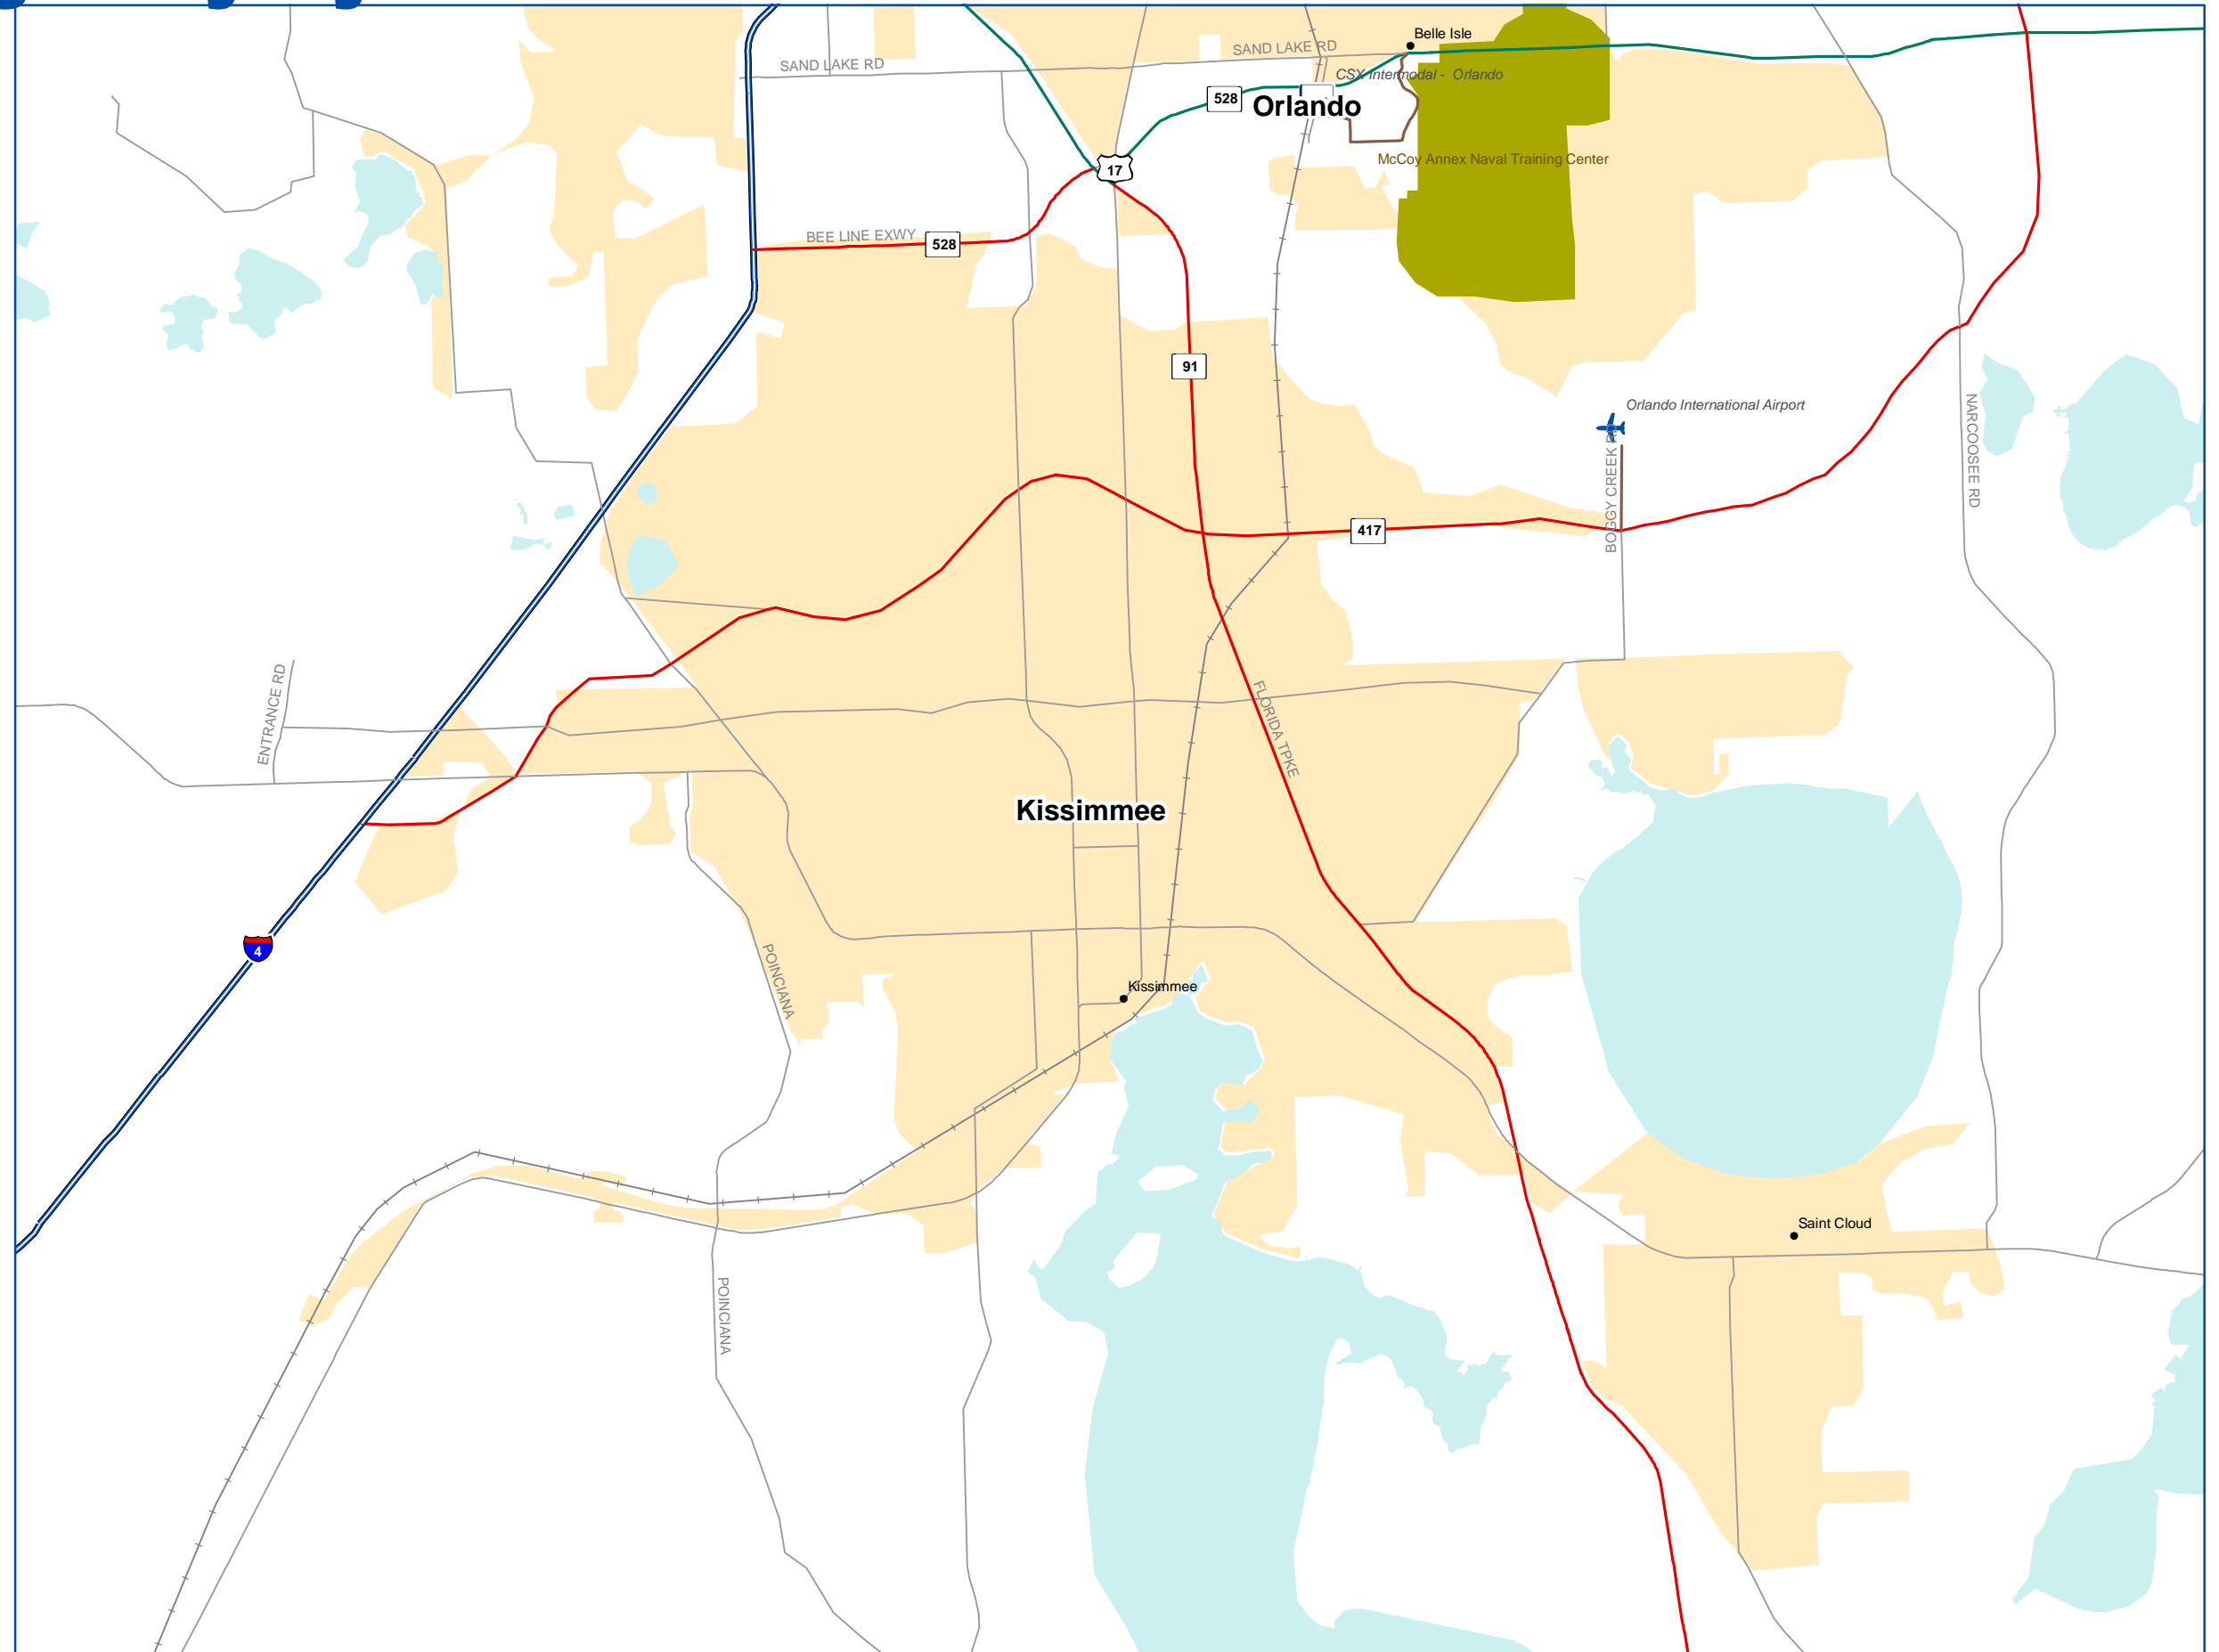 Belle Isle
SAND LAKE RD
SAND LAKE RD
CSX Intermodal - Orlando
528
Orlando
McCoy Annex Naval Training Center
17
BEE LINE EXWY
528
91
Orlando International Airport
BOGGY CREEK RD
NARCOOSEE RD
417
ENTRANCE RD
FLORIDA TPKE
Kissimmee
4
POINCIANA
Kissimmee
Saint Cloud
POINCIANA